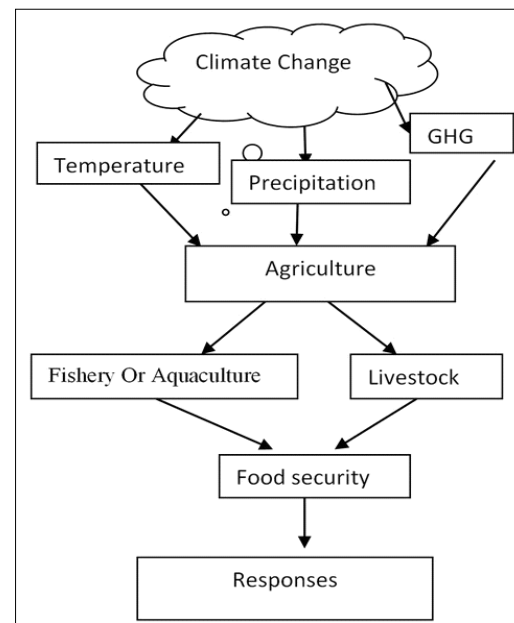 Climate Change
GHG
Temperature
Precipitation
Agriculture
Fishery Or Aquaculture
Livestock
Food security
Responses